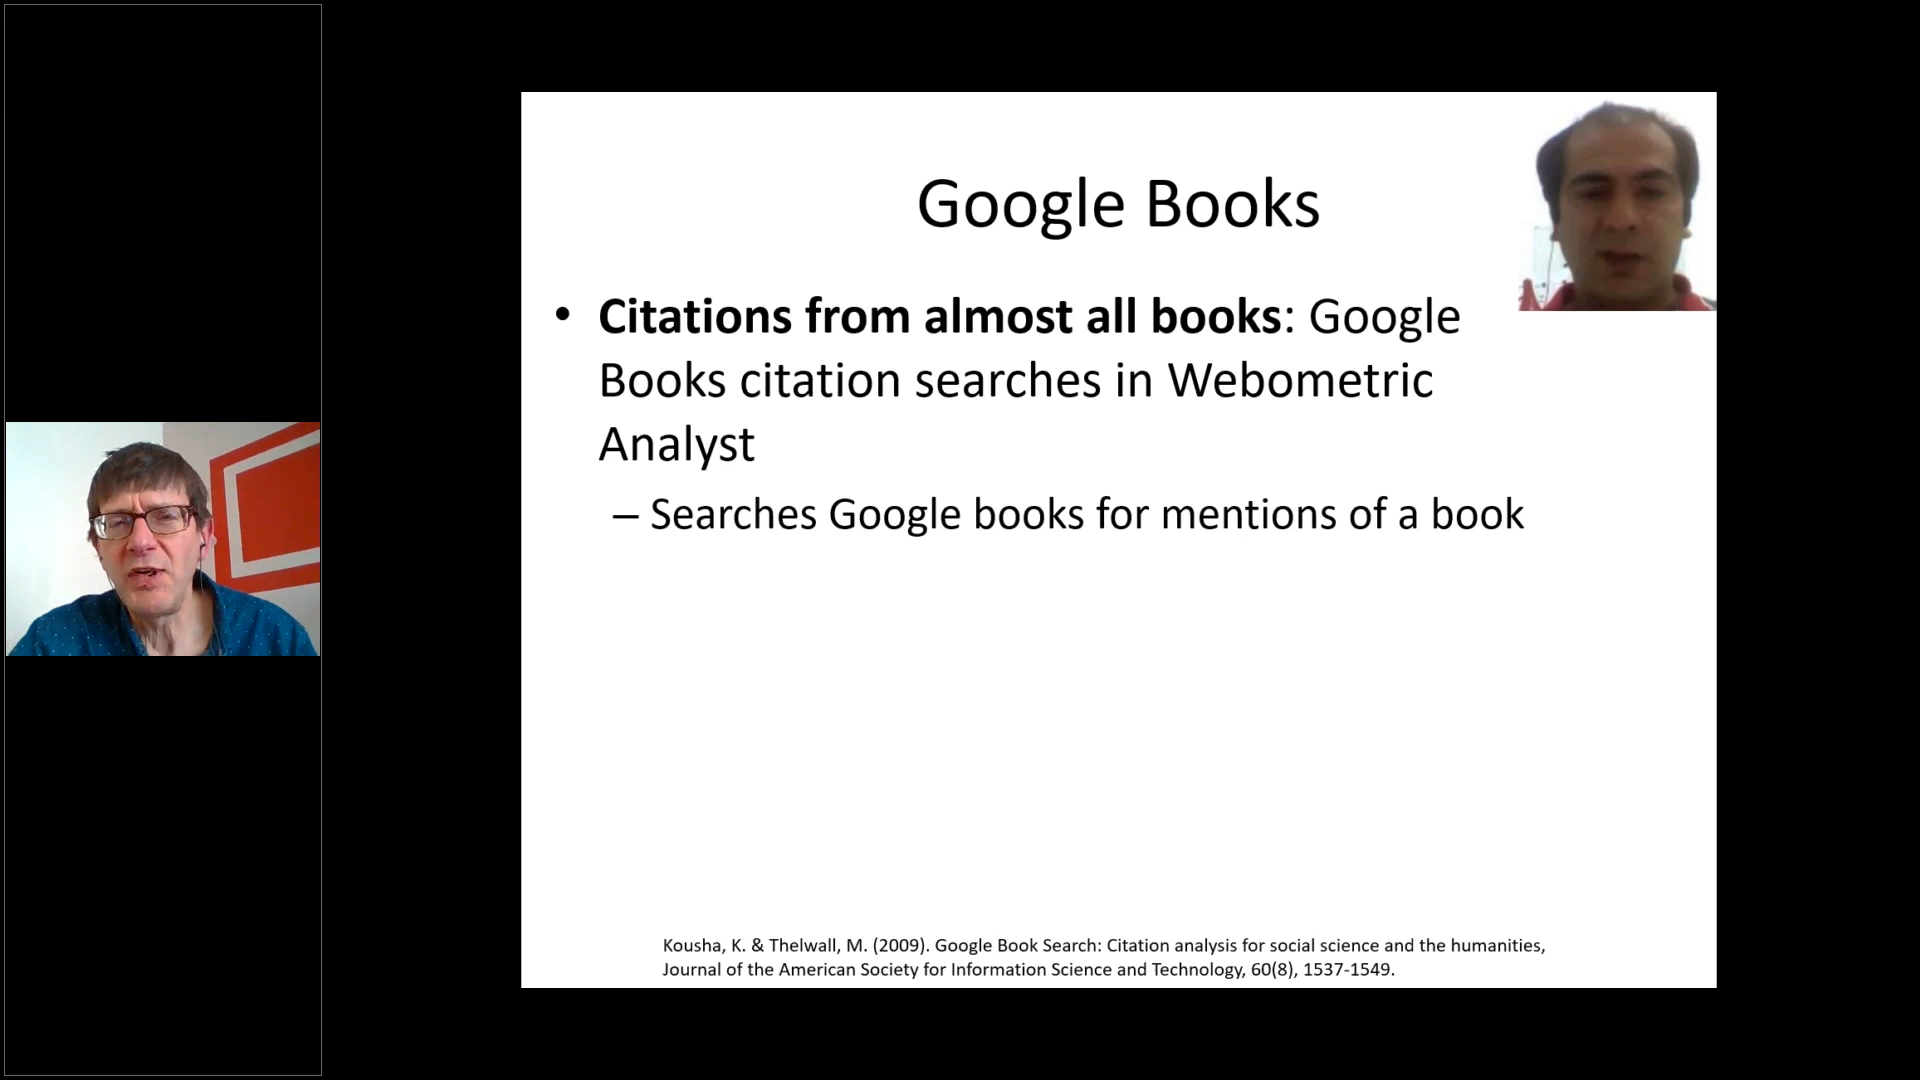 Google Books
• Citations from almost all books: Google
Books citation searches in Webometric
Analyst
– Searches Google books for mentions of a book
Kousha, K. & Thelwall, M. (2009). Google Book Search: Citation analysis for social science and the humanities,
Journal of the American Society for Information Science and Technology, 60(8), 1537-1549.